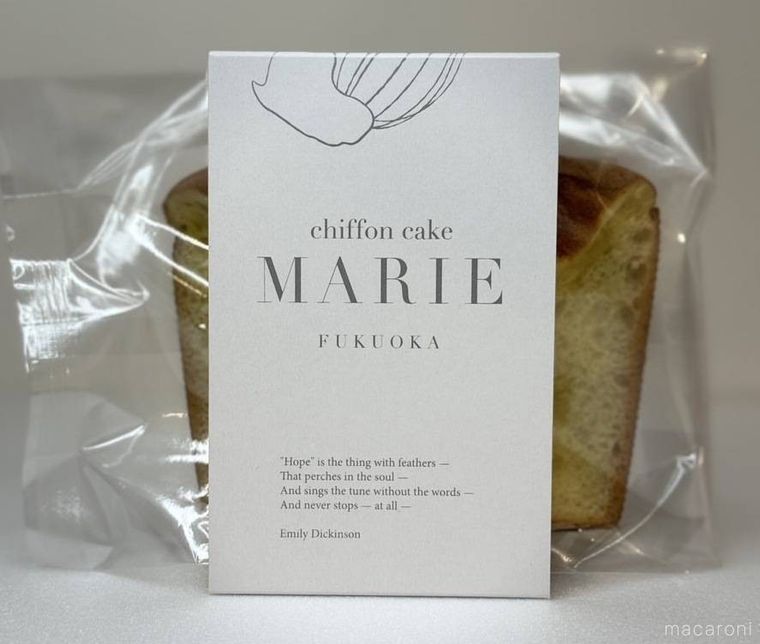 chiffon cake
MARIE
FUKUOKA
"Hope" is the thing with feathers —
That perches in the soul —
And sings the tune without the words —
And never stops — at all —
Emily Dickinson
macaroni